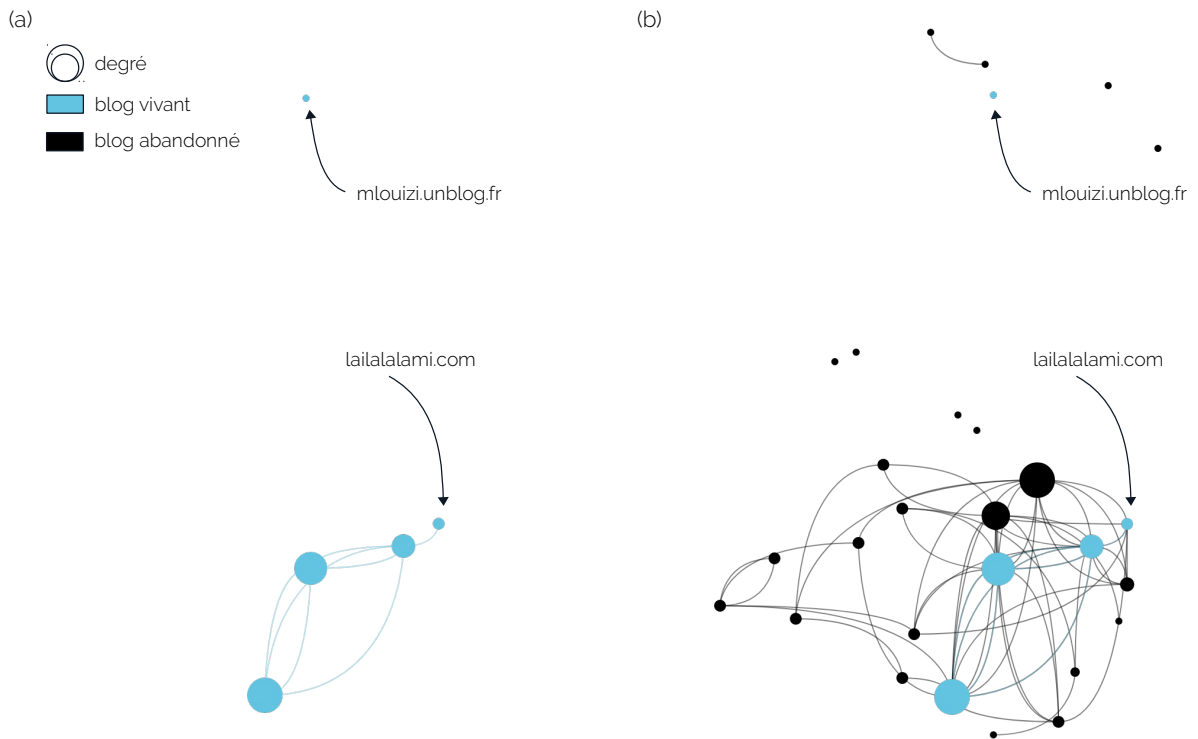 (a)
degré
blog vivant
blog abandonné
mlouizi.unblog.fr
lailalalami.com
(b)
mlouizi.unblog.fr
lailalalami.com